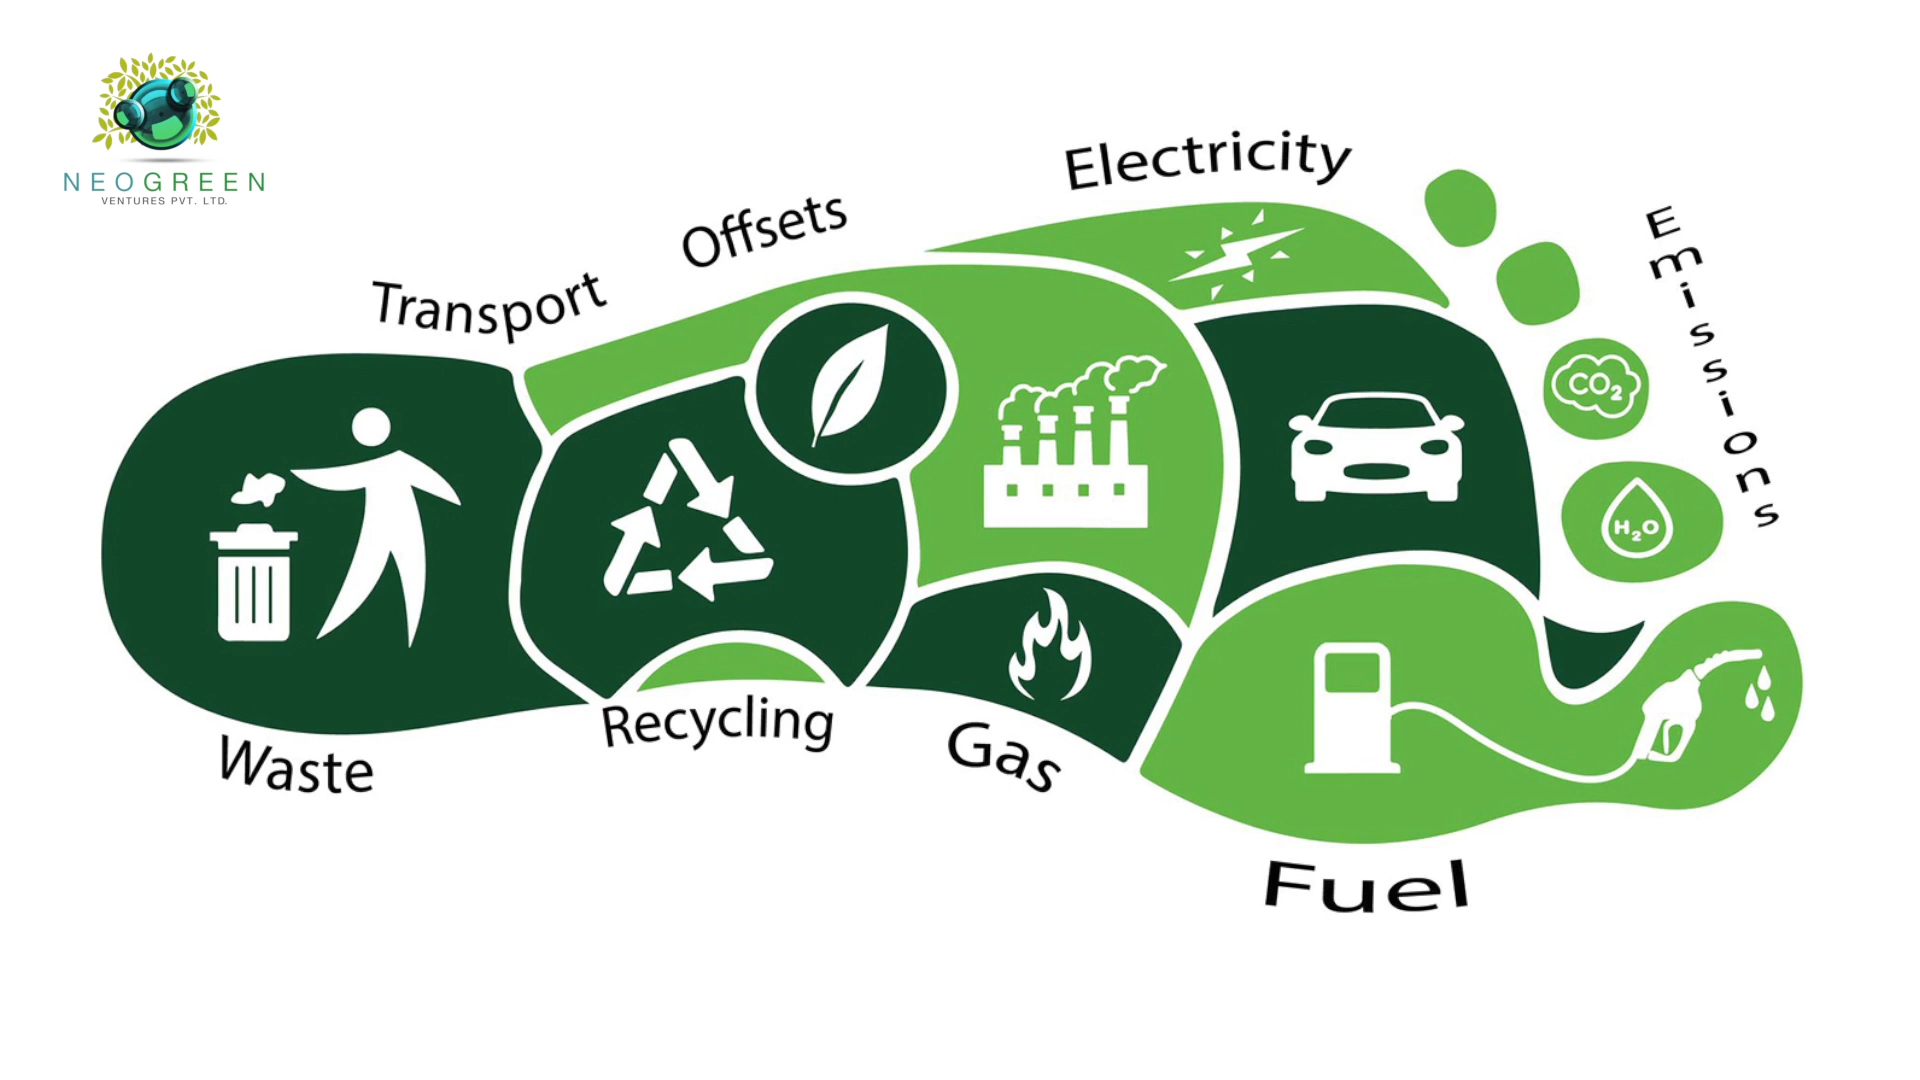 NEOGREEN
VENTURES PVT. LTD.
Electricity
Offsets
Transport
Emissions
CO2
H2O
Recycling
Gas
Waste
Fuel